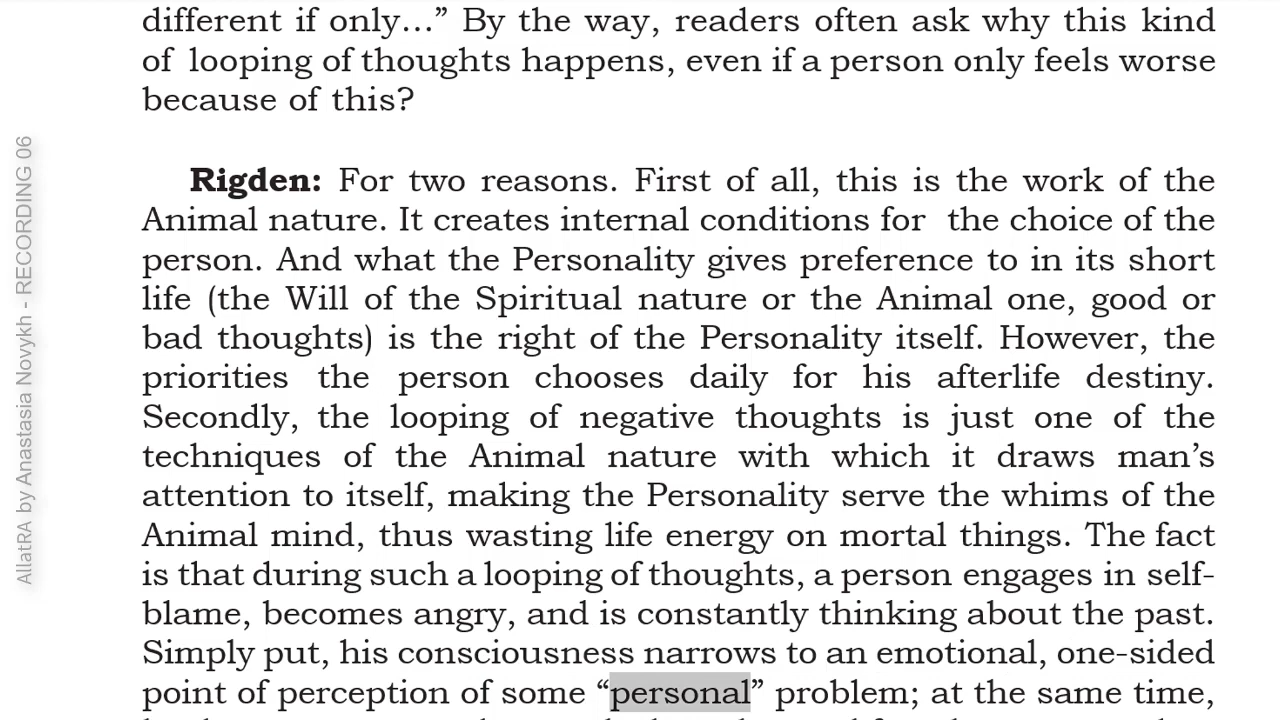 different if only...” By the way, readers often ask why this kind
of looping of thoughts happens, even if a person only feels worse
because of this?
Rigden: For two reasons. First of all, this is the work of the
Animal nature. It creates internal conditions for the choice of the
person. And what the Personality gives preference to in its short
life (the Will of the Spiritual nature or the Animal one, good or
bad thoughts) is the right of the Personality itself. However, the
priorities the person chooses daily for his afterlife destiny.
Secondly, the looping of negative thoughts is just one of the
techniques of the Animal nature with which it draws man’s
attention to itself, making the Personality serve the whims of the
Animal mind, thus wasting life energy on mortal things. The fact
is that during such a looping of thoughts, a person engages in self-
blame, becomes angry, and is constantly thinking about the past.
Simply put, his consciousness narrows to an emotional, one-sided
point of perception of some “personal” problem; at the same time,
AllatRA by Anastasia Novykh - RECORDING 06